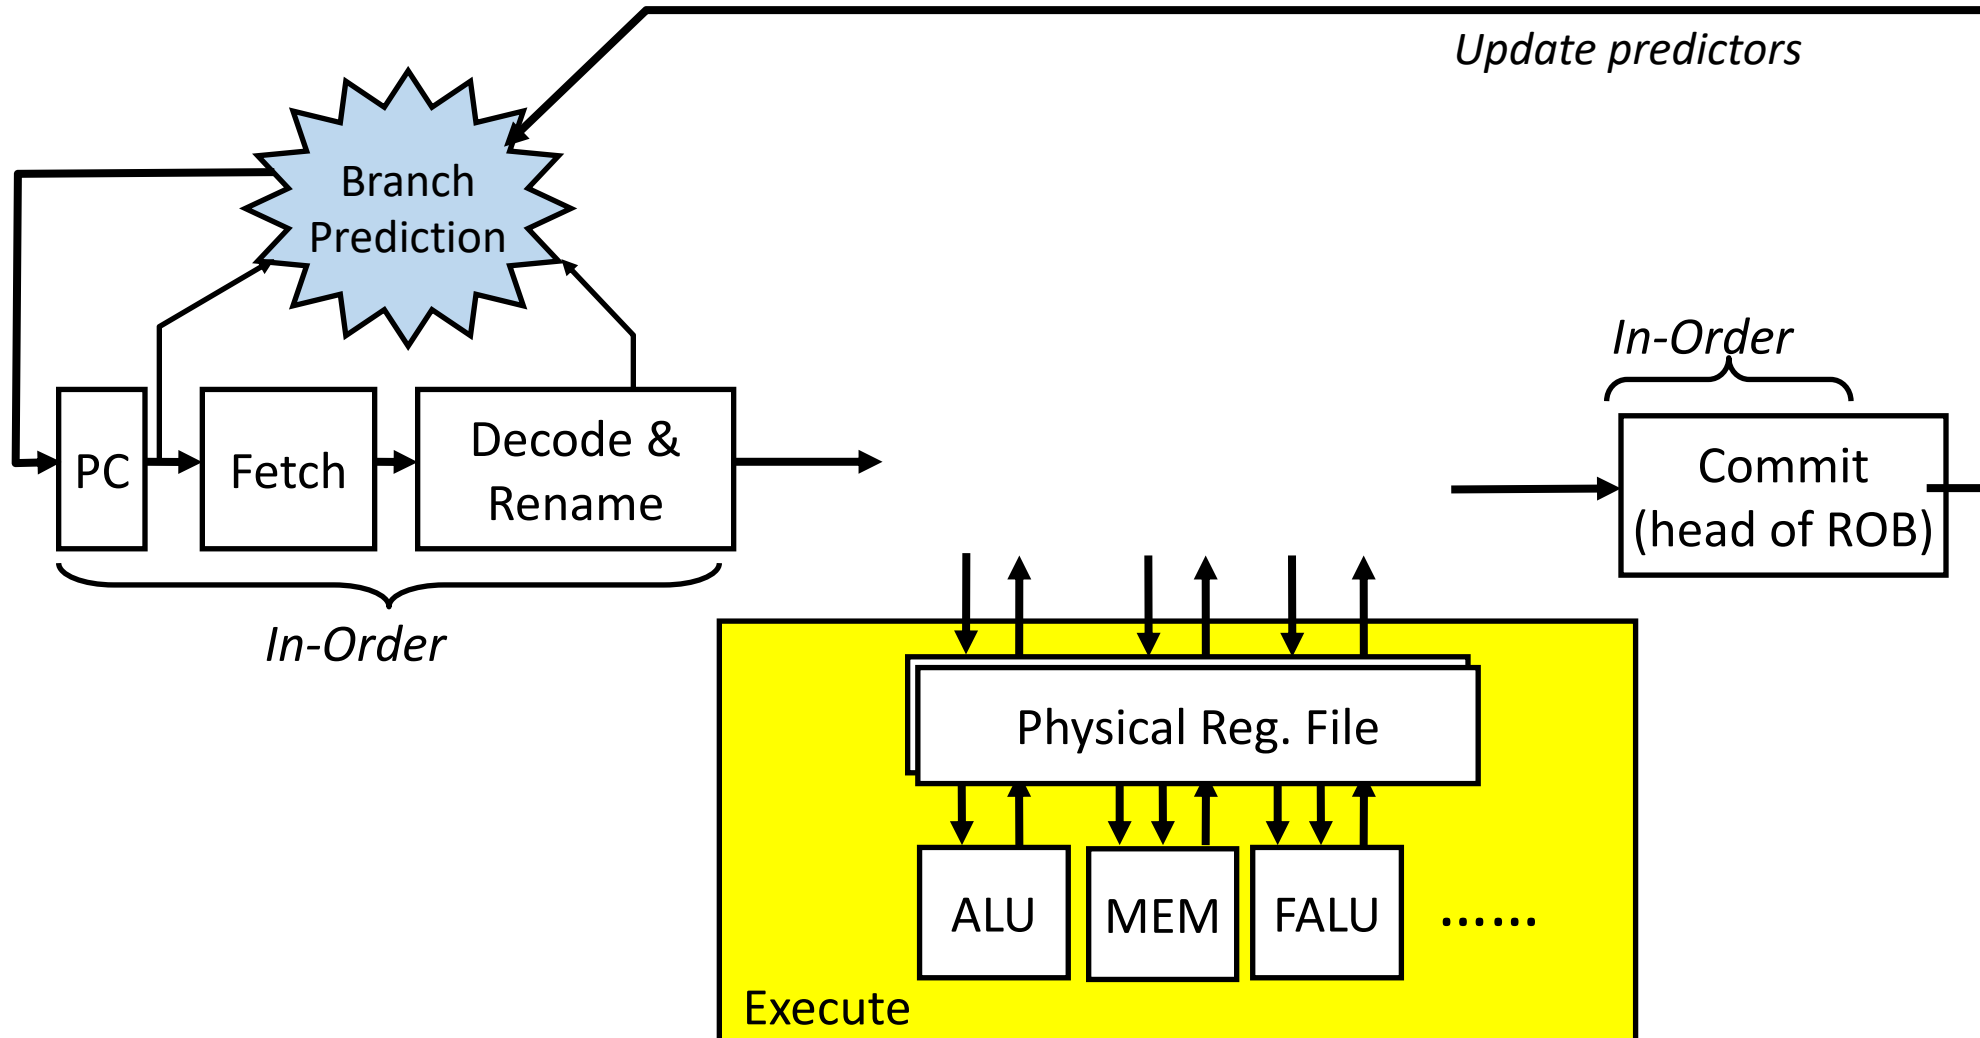 Update predictors
Branch
Prediction
In-Order
PC
Fetch
Decode &
Rename
Commit
(head of ROB)
In-Order
Physical Reg. File
ALU
MEM
FALU
......
Execute